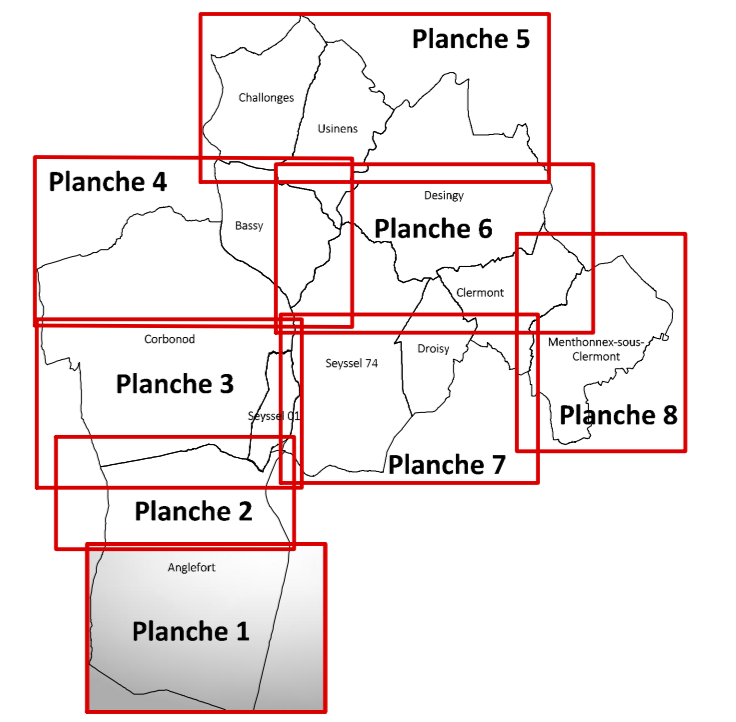 Planche 5
Challonges
Usinens
Planche 4
Desingy
Bassy
Planche 6
Clermont
Corbonod
Menthonnex-sous-
Clermont
Droisy
Seyssel 74
Planche 3
Seyssel 01
Planche 8
Planche 7
Planche 2
Anglefort
Planche 1